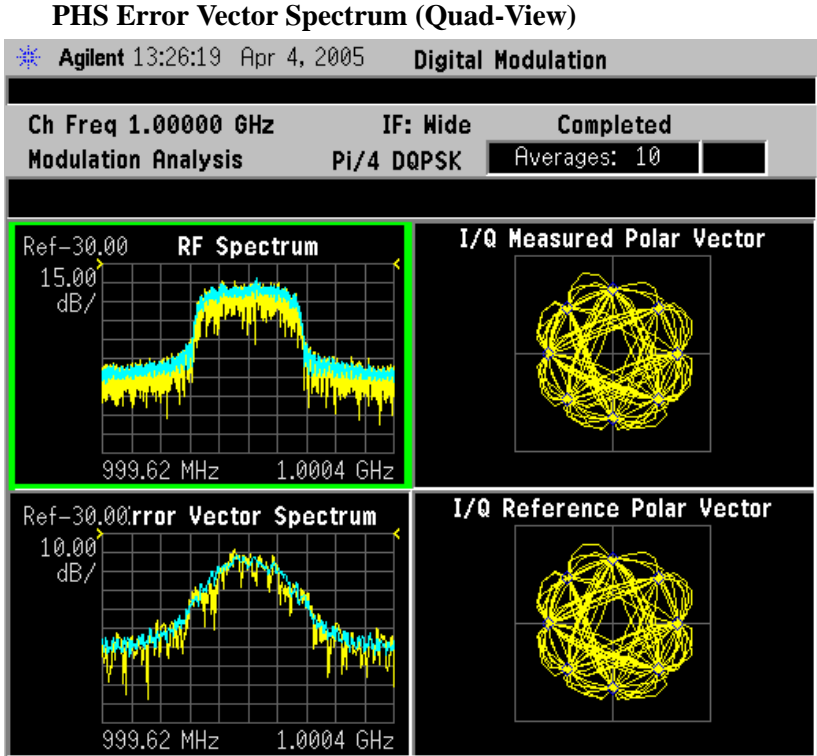 PHS Error Vector Spectrum (Quad-View)
Agilent 13:26:19 Apr 4, 2005 Digital Modulation
Ch Freq 1.00000 GHz IF: Wide Completed
Modulation Analysis Pi/4 DQPSK Averages: 10
Ref-30.00 RF Spectrum
15.00
dB/
999.62 MHz 1.0004 GHz
I/Q Measured Polar Vector
Ref-30.00 rror Vector Spectrum
10.00
dB/
999.62 MHz 1.0004 GHz
I/Q Reference Polar Vector